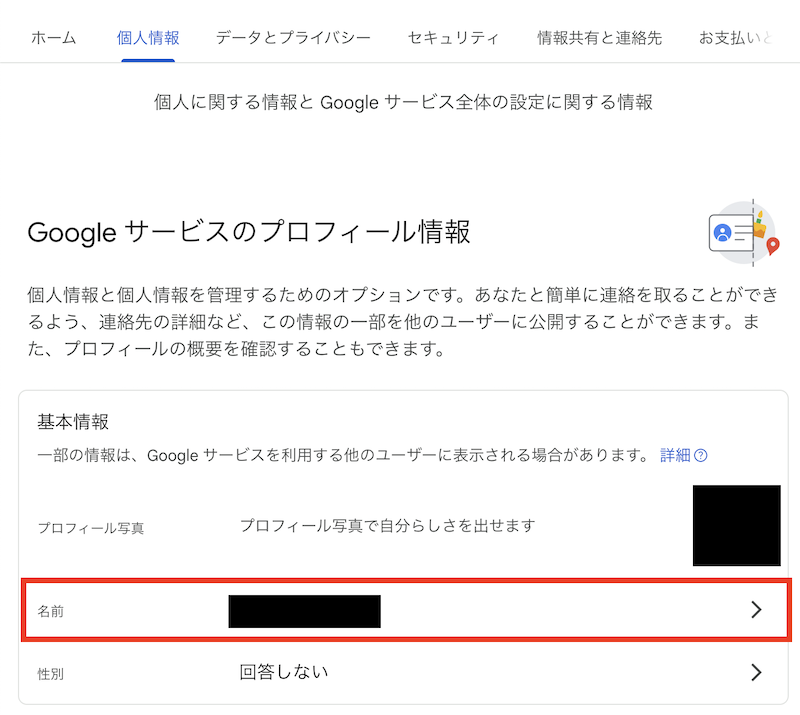 ホーム 個人情報 データとプライバシー セキュリティ 情報共有と連絡先 お支払いと
個人に関する情報と Google サービス全体の設定に関する情報
Google サービスのプロフィール情報
個人情報と個人情報を管理するためのオプションです。あなたと簡単に連絡を取ることができ
るよう、連絡先の詳細など、この情報の一部を他のユーザーに公開することができます。ま
た、プロフィールの概要を確認することもできます。
基本情報
一部の情報は、Google サービスを利用する他のユーザーに表示される場合があります。 詳細
プロフィール写真 プロフィール写真で自分らしさを出せます
名前
性別 回答しない